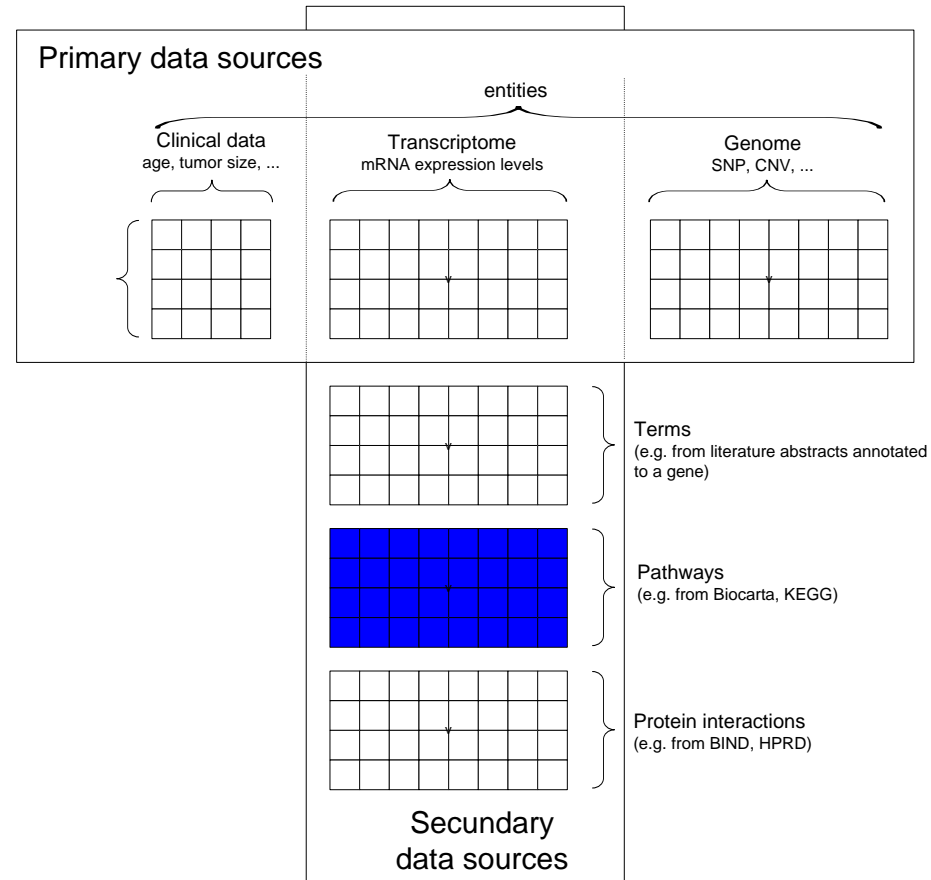 Primary data sources
entities
Clinical data
age, tumor size, ...
Transcriptome
mRNA expression levels
Genome
SNP, CNV, ...
v
v
v
Terms
(e.g. from literature abstracts annotated
to a gene)
v
Pathways
(e.g. from Biocarta, KEGG)
v
Protein interactions
(e.g. from BIND, HPRD)
Secundary
data sources